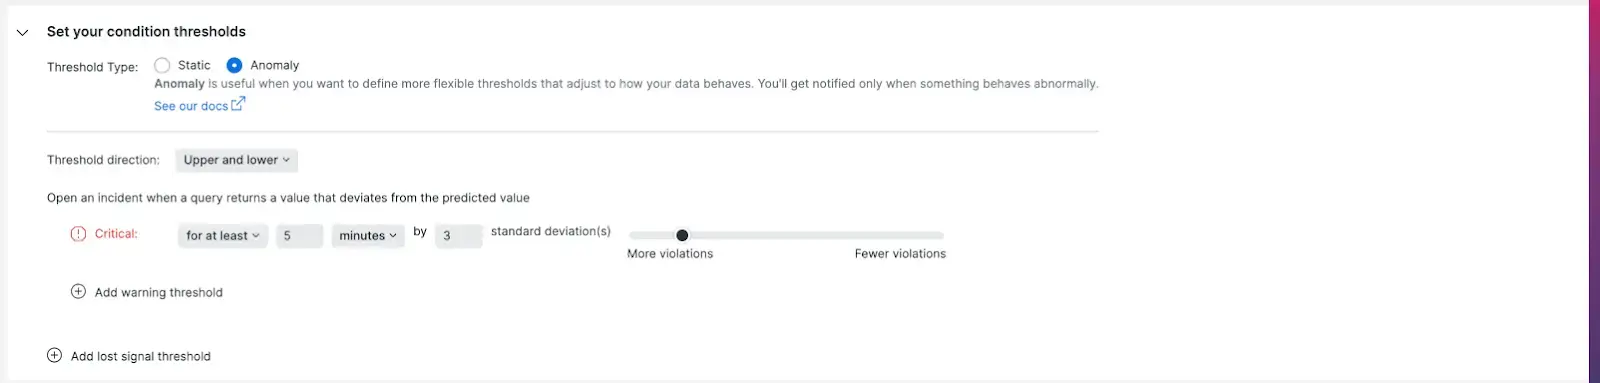 Set your condition thresholds
Threshold Type: Static Anomaly
Anomaly is useful when you want to define more flexible thresholds that adjust to how your data behaves. You'll get notified only when something behaves abnormally.
See our docs
Threshold direction: Upper and lower
Open an incident when a query returns a value that deviates from the predicted value
Critical: for at least 5 minutes by 3 standard deviation(s)
More violations Fewer violations
Add warning threshold
Add lost signal threshold